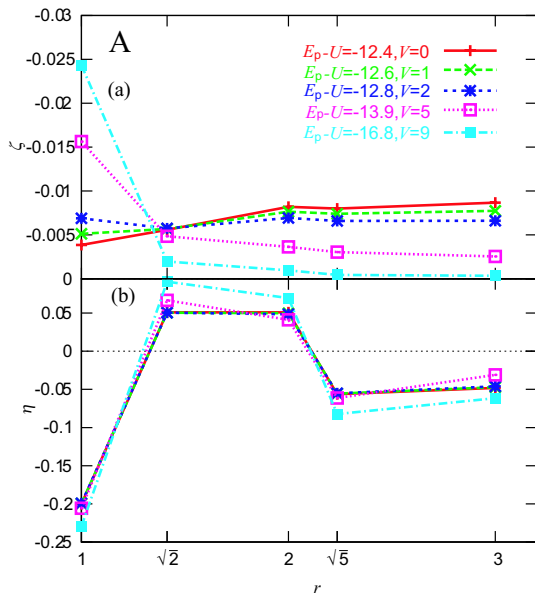 A
(a)
Ep-U=-12.4,V=0
Ep-U=-12.6,V=1
Ep-U=-12.8,V=2
Ep-U=-13.9,V=5
Ep-U=-16.8,V=9
-0.03
-0.025
-0.02
-0.015
-0.01
-0.005
0
ζ
(b)
0.05
0
-0.05
-0.1
-0.15
-0.2
-0.25
η
1
√2
2
√5
3
r